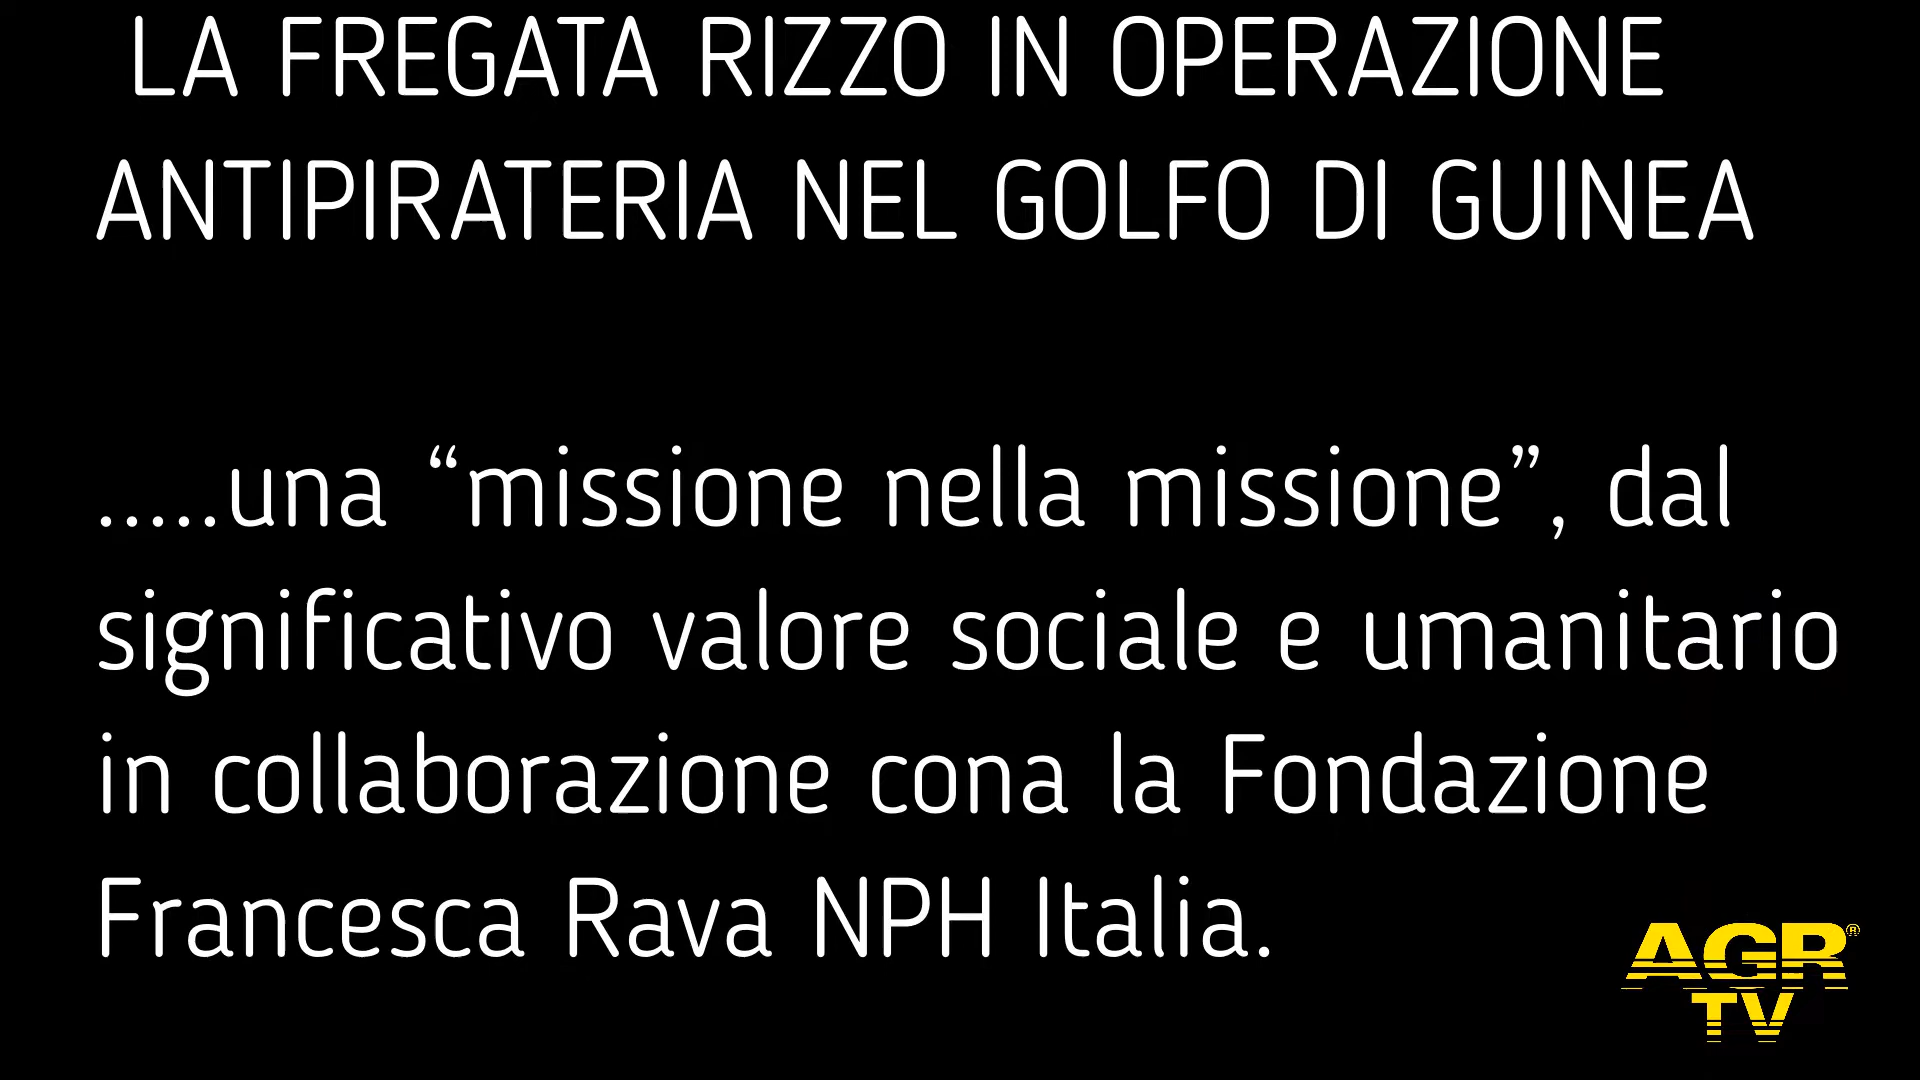 LA FREGATA RIZZO IN OPERAZIONE
ANTIPIRATERIA NEL GOLFO DI GUINEA
.....una “missione nella missione”, dal
significativo valore sociale e umanitario
in collaborazione cona la Fondazione
Francesca Rava NPH Italia.
AGR®
TV